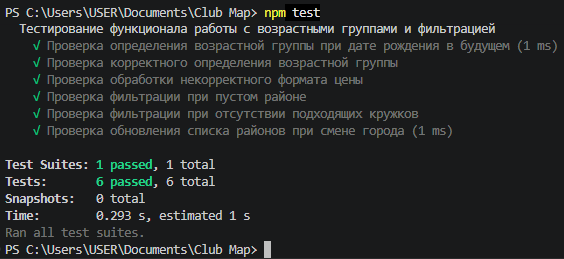 PS C:\Users\USER\Documents\Club Map> npm test
Тестирование функционала работы с возрастными группами и фильтрацией
√ Проверка определения возрастной группы при дате рождения в будущем (1 ms)
√ Проверка корректного определения возрастной группы
√ Проверка обработки некорректного формата цены
√ Проверка фильтрации при пустом районе
√ Проверка фильтрации при отсутствии подходящих кружков
√ Проверка обновления списка районов при смене города (1 ms)
Test Suites: 1 passed, 1 total
Tests: 6 passed, 6 total
Snapshots: 0 total
Time: 0.293 s, estimated 1 s
Ran all test suites.
PS C:\Users\USER\Documents\Club Map>